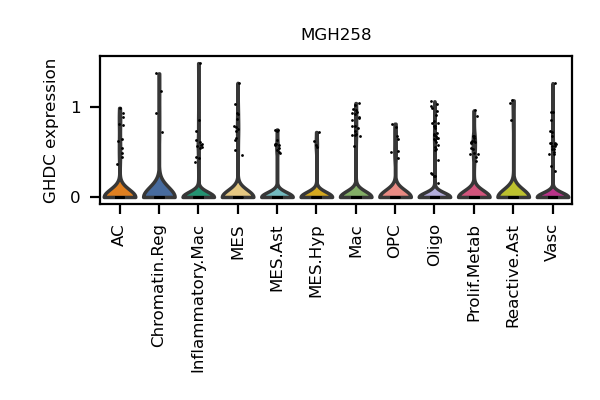 MGH258
GHDC expression
1
0
AC
Chromatin.Reg
Inflammatory.Mac
MES
MES.Ast
MES.Hyp
Mac
OPC
Oligo
Prolif.Metab
Reactive.Ast
Vasc